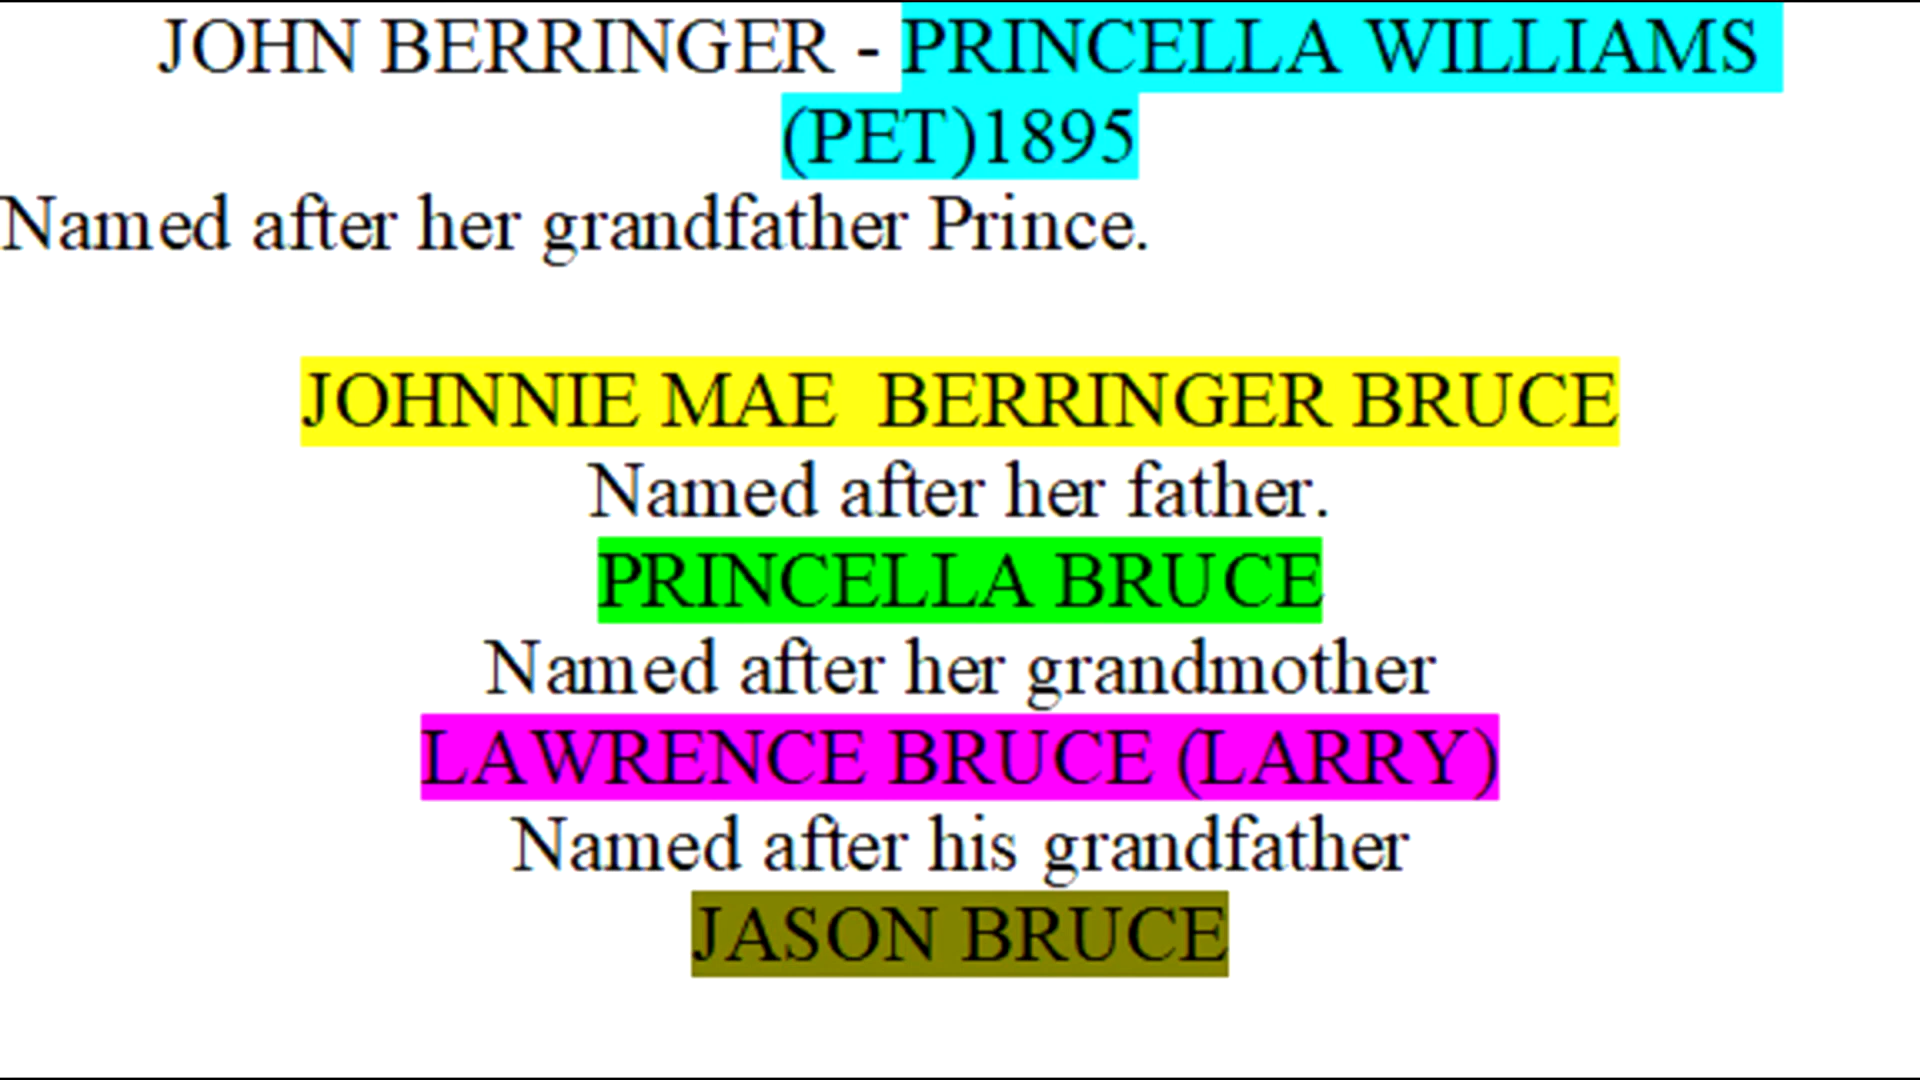 JOHN BERRINGER - PRINCELLA WILLIAMS
(PET)1895
Named after her grandfather Prince.
JOHNNIE MAE  BERRINGER BRUCE
Named after her father.
PRINCELLA BRUCE
Named after her grandmother
LAWRENCE BRUCE (LARRY)
Named after his grandfather
JASON BRUCE